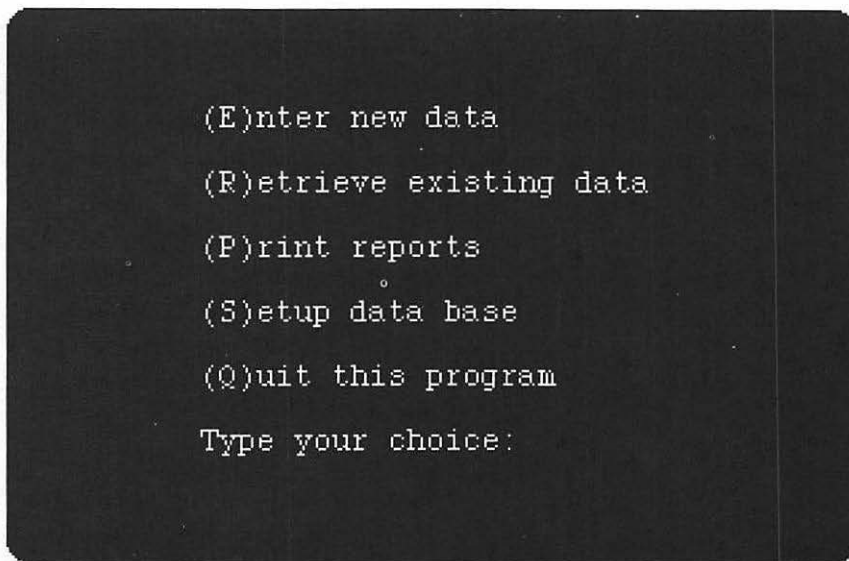 (E)nter new data
(R)etrieve existing data
(P)rint reports
(S)etup data base
(Q)uit this program
Type your choice: